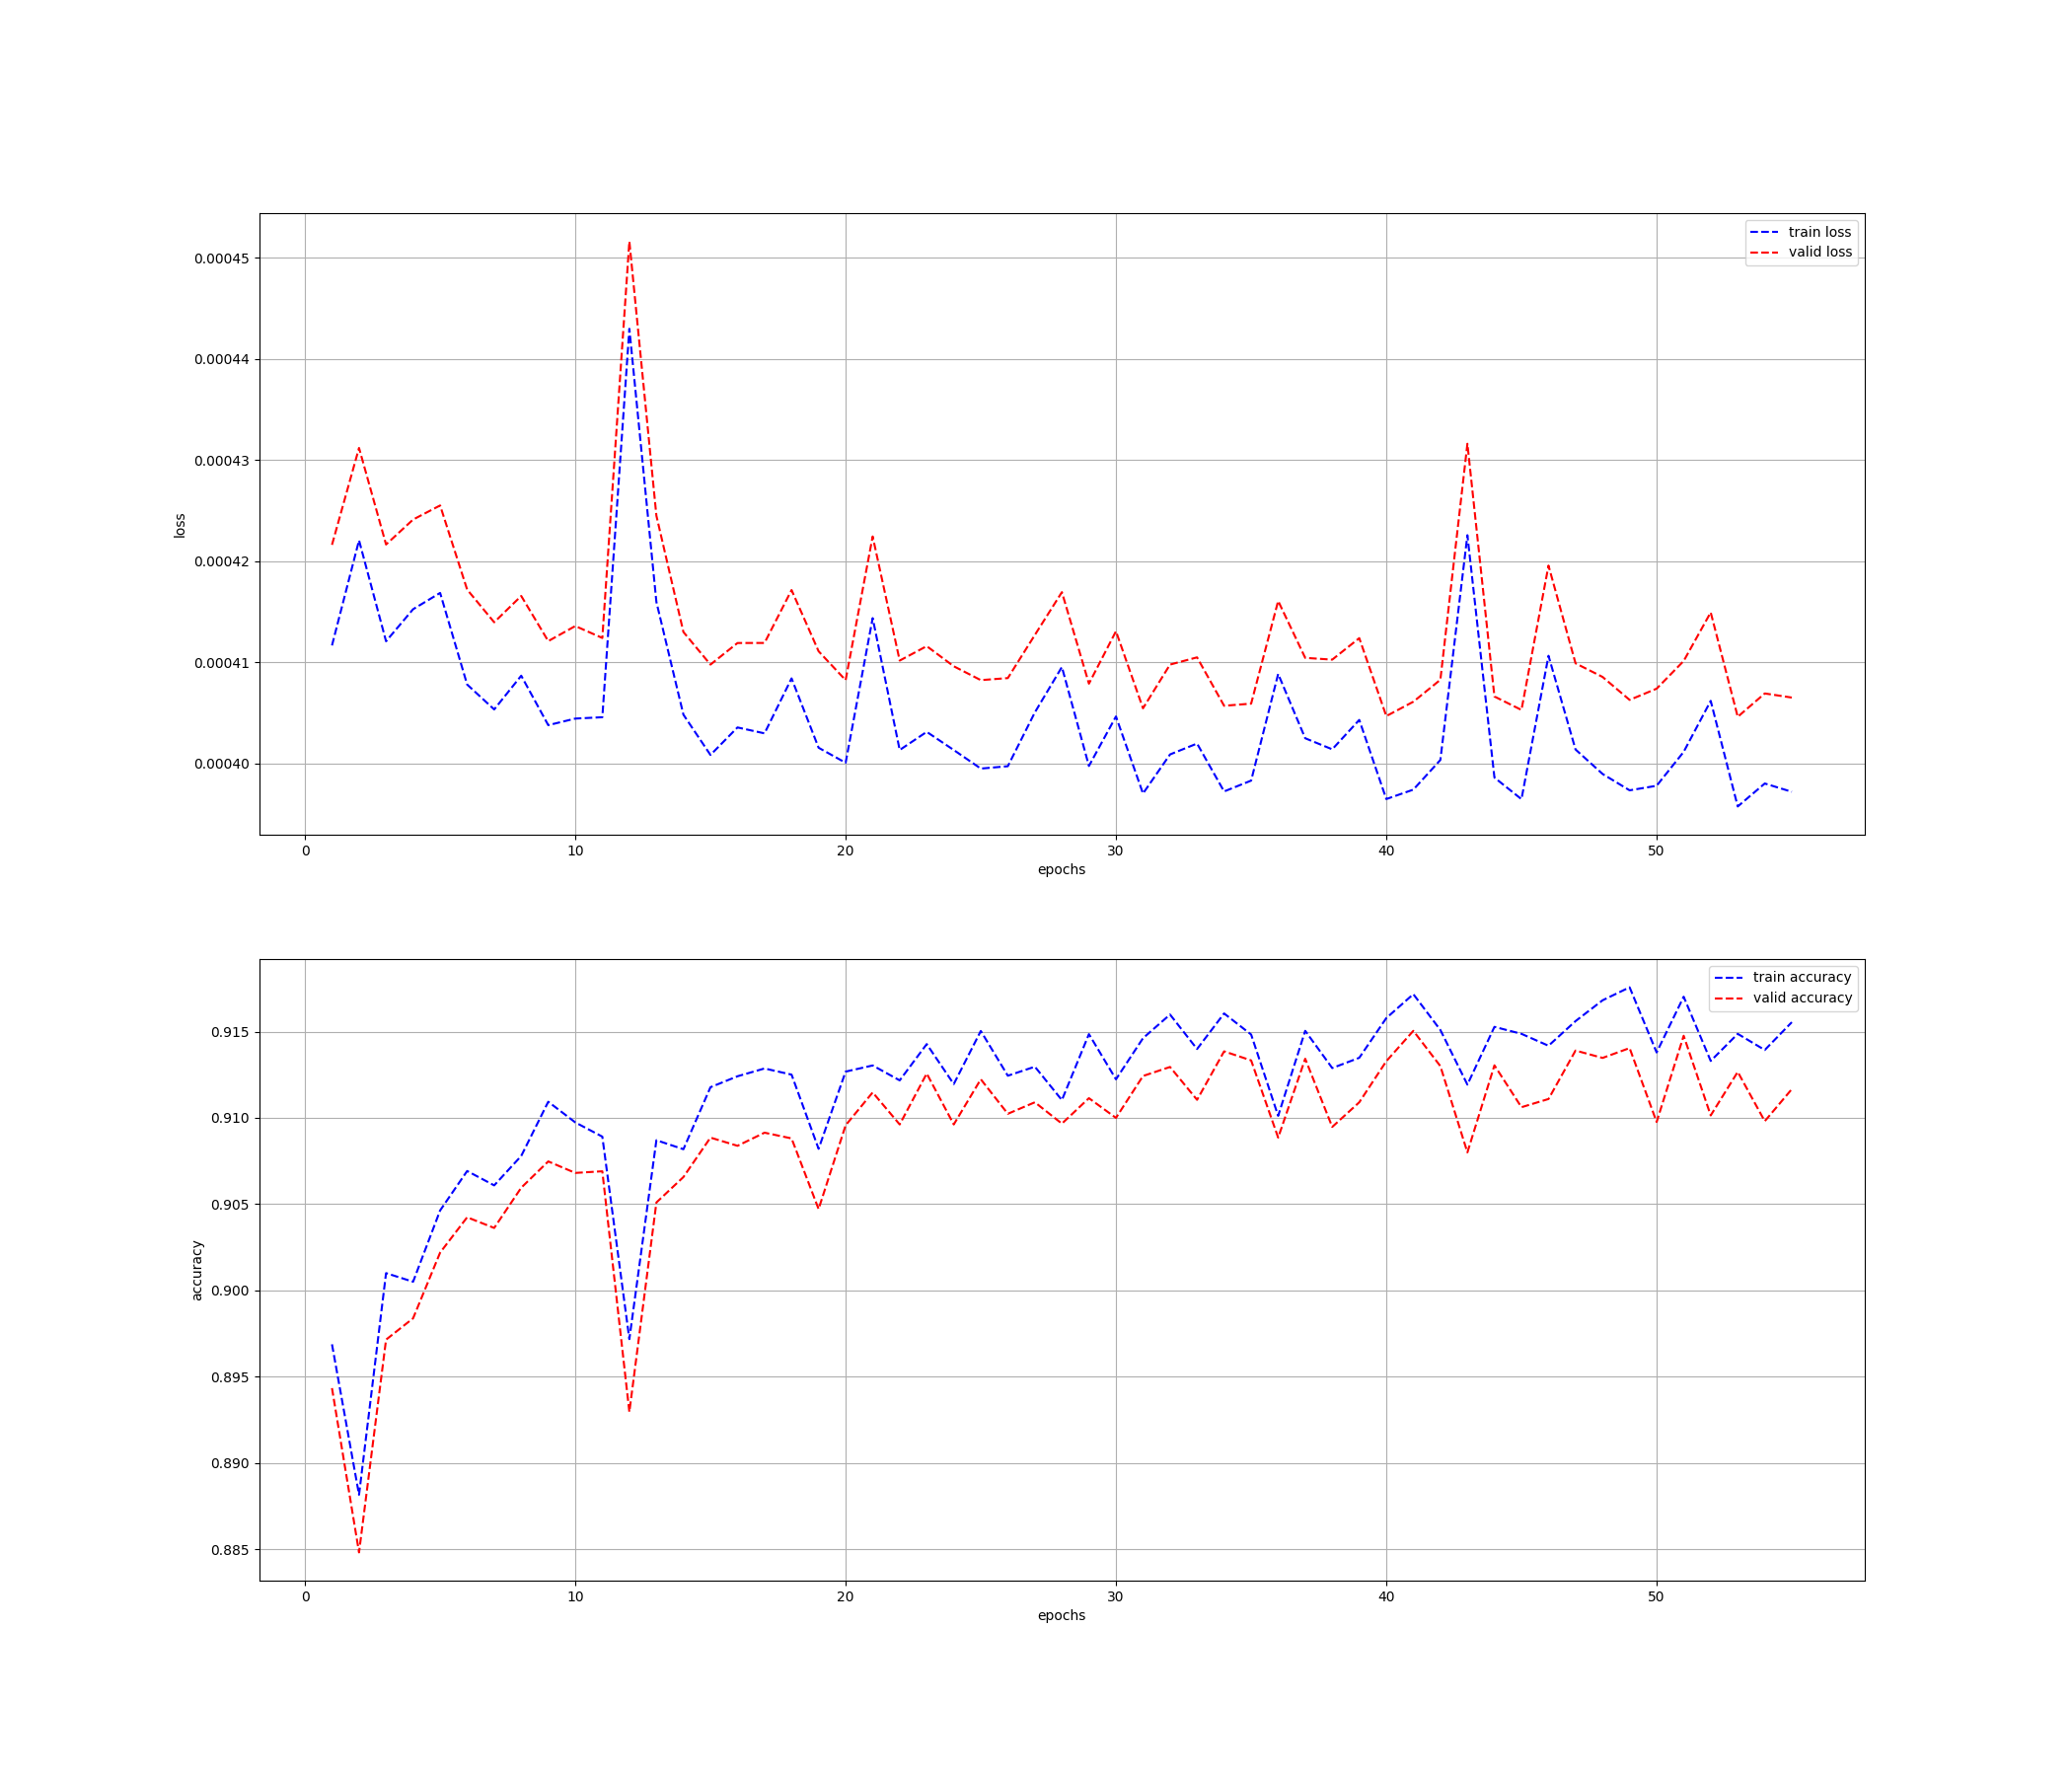 train loss
valid loss
0.00045
0.00044
0.00043
0.00042
0.00041
0.00040
loss
0 10 20 30 40 50
epochs
train accuracy
valid accuracy
0.915
0.910
0.905
0.900
0.895
0.890
0.885
accuracy
0 10 20 30 40 50
epochs